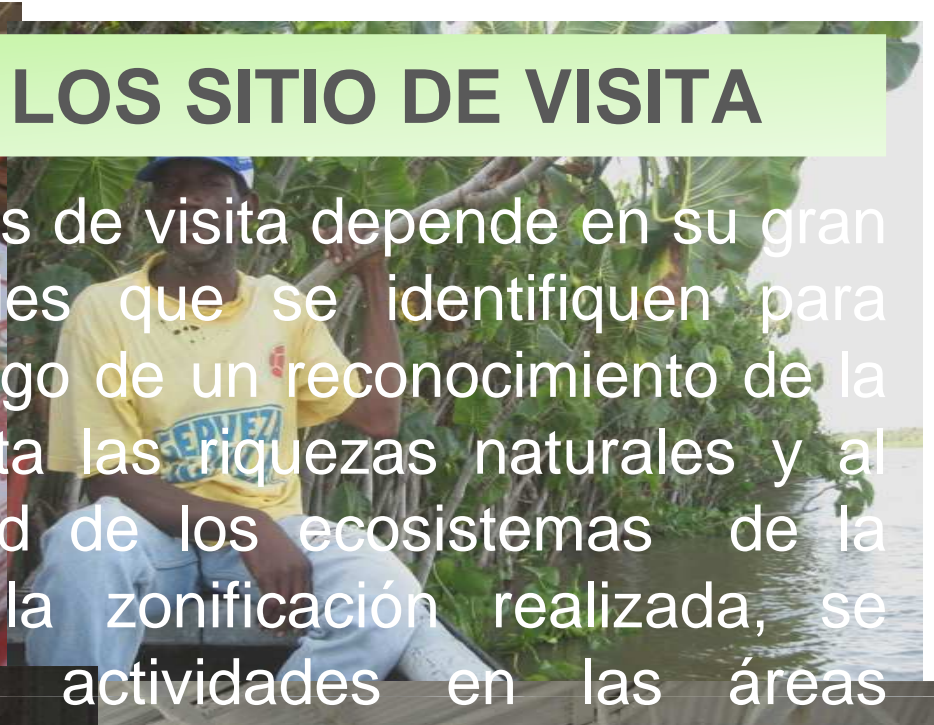 LOS SITIO DE VISITA
s de visita depende en su gran
es que se identifiquen para
go de un reconocimiento de la
ta las riquezas naturales y al
d de los ecosistemas de la
la zonificación realizada, se
actividades en las áreas